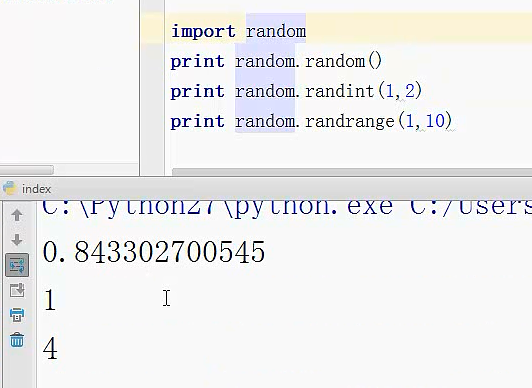 import random
print random.random()
print random.randint(1,2)
print random.randrange(1,10)
index
C:\Python27\python.exe C:/Users
0.843302700545
1
4